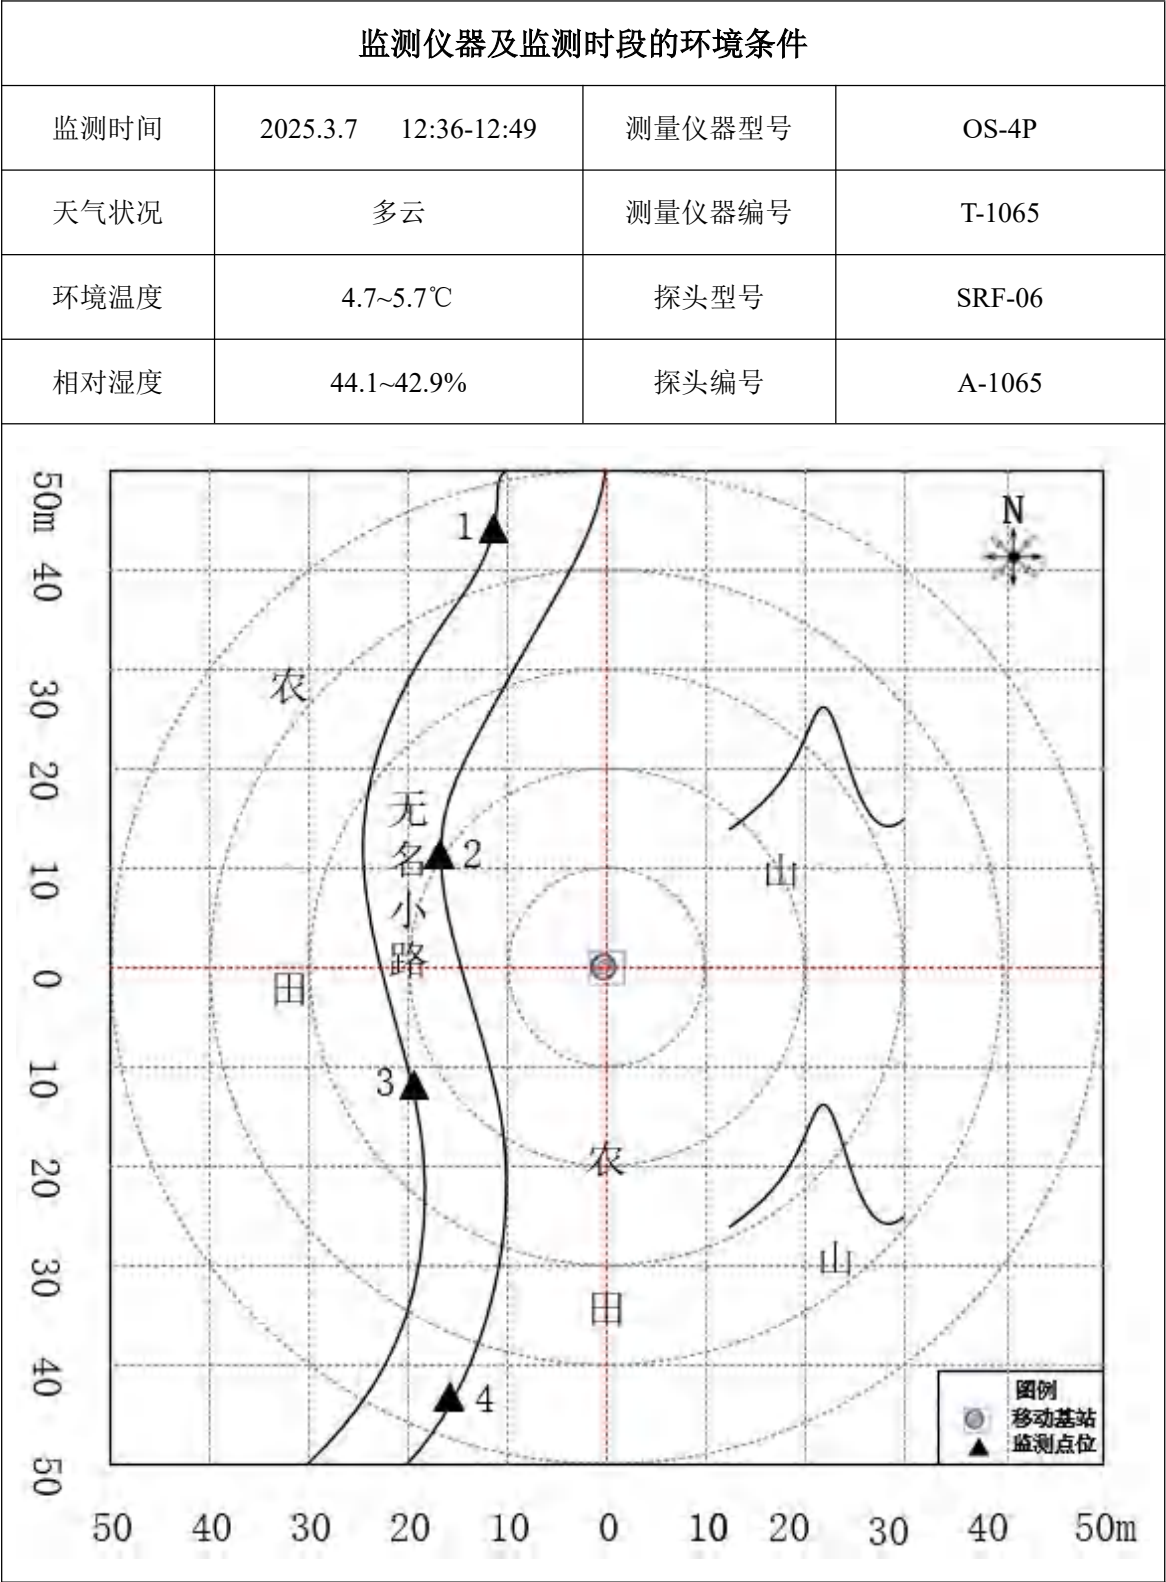 监测仪器及监测时段的环境条件
监测时间 2025.3.7 12:36-12:49 测量仪器型号 OS-4P
天气状况 多云 测量仪器编号 T-1065
环境温度 4.7~5.7℃ 探头型号 SRF-06
相对湿度 44.1~42.9% 探头编号 A-1065
50m
40
30
20
10
0
10
20
30
40
50
N
1
农
无名小路
2
山
田
3
农
山
田
4
图例
移动基站
监测点位
50 40 30 20 10 0 10 20 30 40 50m